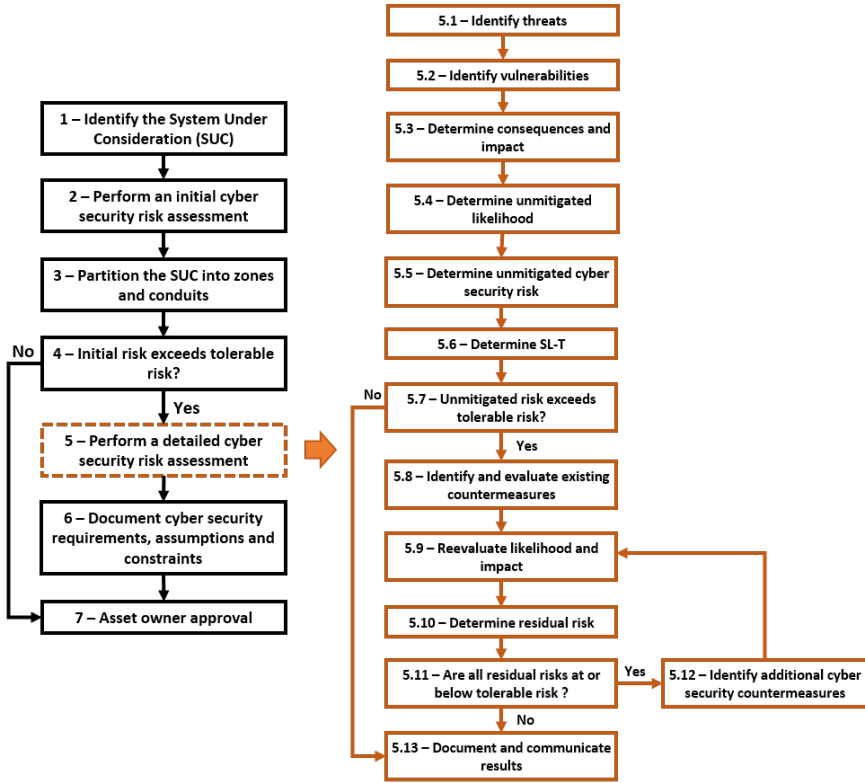 1 – Identify the System Under
Consideration (SUC)
2 – Perform an initial cyber
security risk assessment
3 – Partition the SUC into zones
and conduits
No
4 – Initial risk exceeds tolerable
risk?
Yes
5 – Perform a detailed cyber
security risk assessment
6 – Document cyber security
requirements, assumptions and
constraints
7 – Asset owner approval
5.1 – Identify threats
5.2 – Identify vulnerabilities
5.3 – Determine consequences and
impact
5.4 – Determine unmitigated
likelihood
5.5 – Determine unmitigated cyber
security risk
5.6 – Determine SL-T
No
5.7 – Unmitigated risk exceeds
tolerable risk?
Yes
5.8 – Identify and evaluate existing
countermeasures
5.9 – Reevaluate likelihood and
impact
5.10 – Determine residual risk
5.11 – Are all residual risks at or
below tolerable risk ?
Yes
5.12 – Identify additional cyber
security countermeasures
No
5.13 – Document and communicate
results